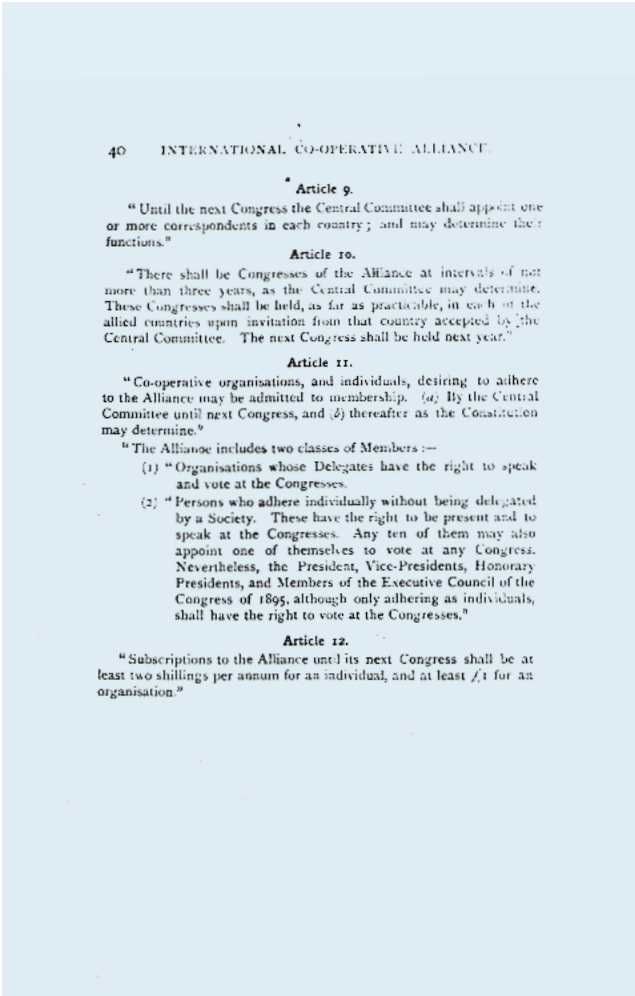 40 INTERNATIONAL CO-OPERATIVE ALLIANCE.
Article 9.
“ Until the next Congress the Central Committee shall appoint one
or more correspondents in each country ; and may determine their
functions."
Article 10.
“There shall be Congresses of the Alliance at intervals of not
more than three years, as the Central Committee may determine.
These Congresses shall be held, as far as practicable, in each of the
allied countries upon invitation from that country accepted by the
Central Committee. The next Congress shall be held next year."
Article 11.
“Co-operative organisations, and individuals, desiring to adhere
to the Alliance may be admitted to membership. (a) By the Central
Committee until next Congress, and (b) thereafter as the Constitution
may determine."
“The Alliance includes two classes of Members :—
(1) “Organisations whose Delegates have the right to speak
and vote at the Congresses.
(2) “Persons who adhere individually without being delegated
by a Society. These have the right to be present and to
speak at the Congresses. Any ten of them may also
appoint one of themselves to vote at any Congress.
Nevertheless, the President, Vice-Presidents, Honorary
Presidents, and Members of the Executive Council of the
Congress of 1895, although only adhering as individuals,
shall have the right to vote at the Congresses."
Article 12.
“Subscriptions to the Alliance until its next Congress shall be at
least two shillings per annum for an individual, and at least £1 for an
organisation."